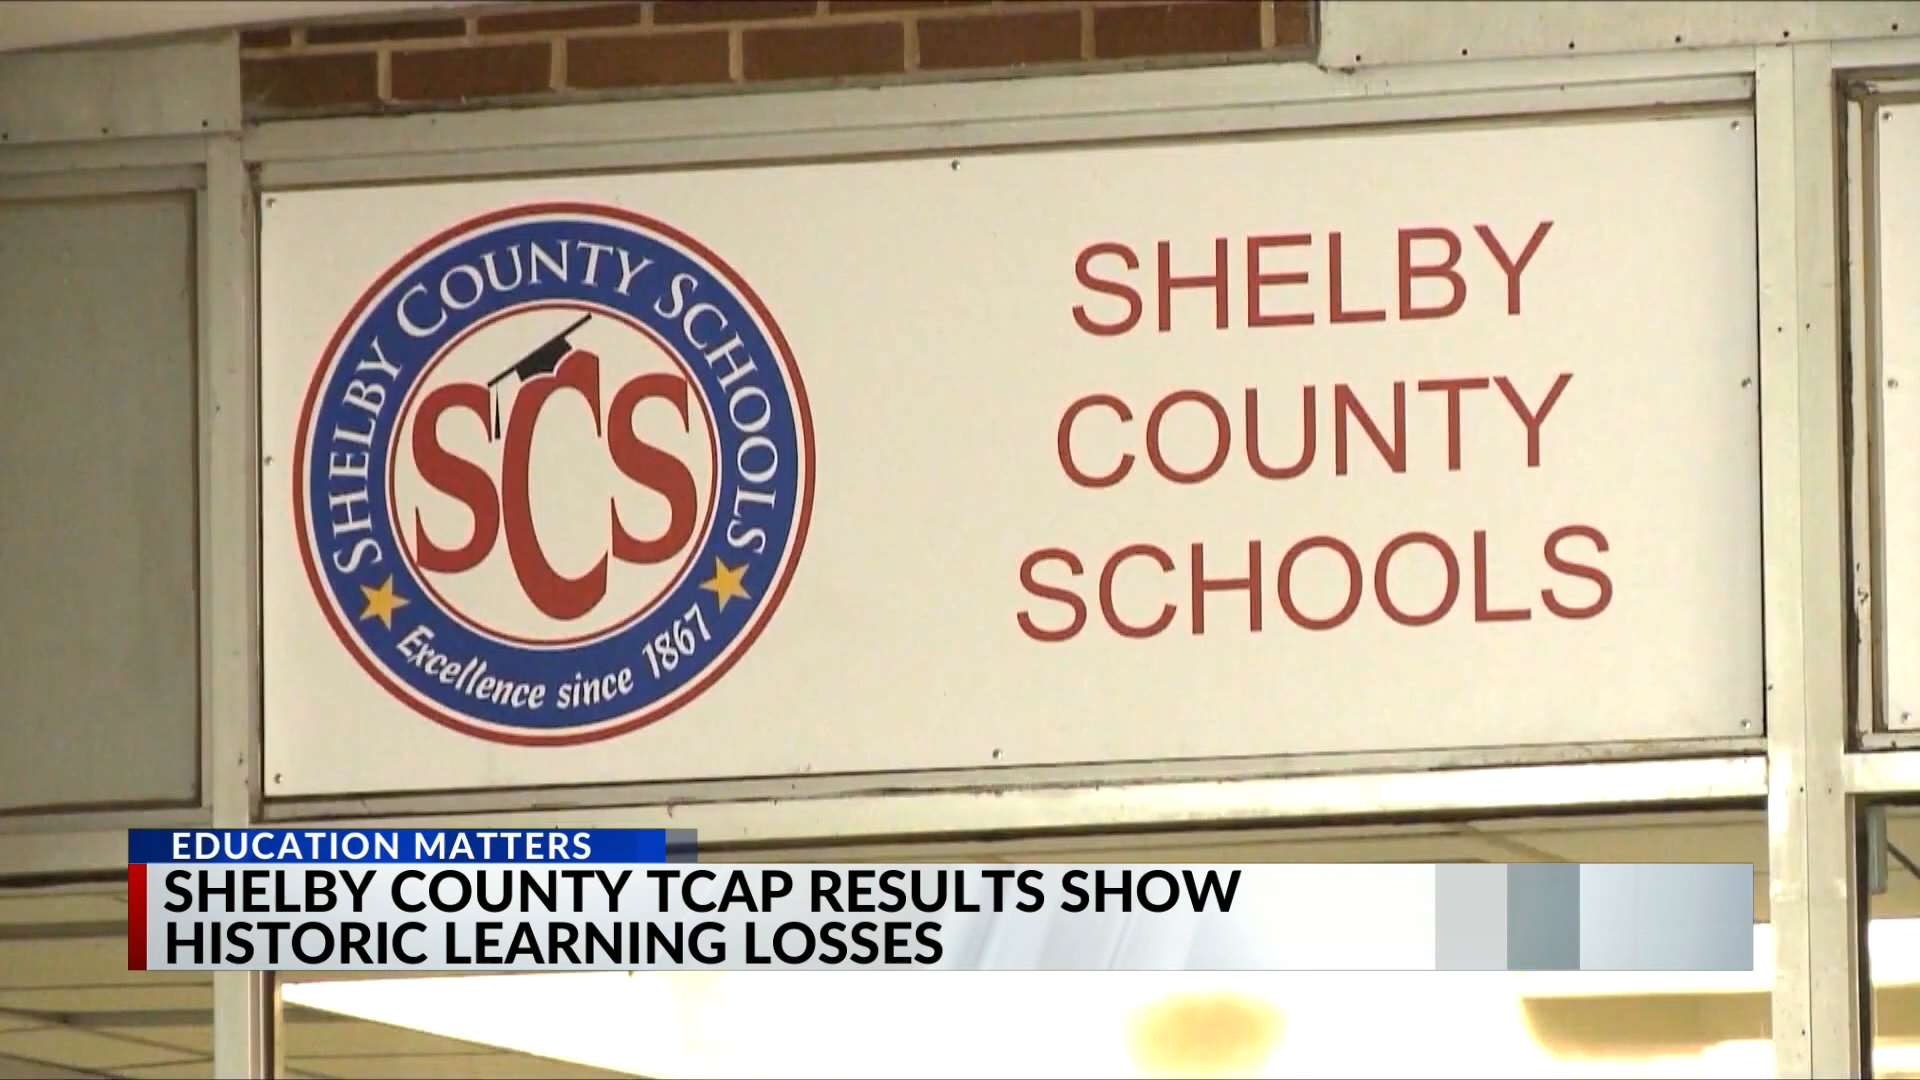 SHELBY COUNTY SCHOOLS
SCS
Excellence since 1867
SHELBY
COUNTY
SCHOOLS
EDUCATION MATTERS
SHELBY COUNTY TCAP RESULTS SHOW
HISTORIC LEARNING LOSSES